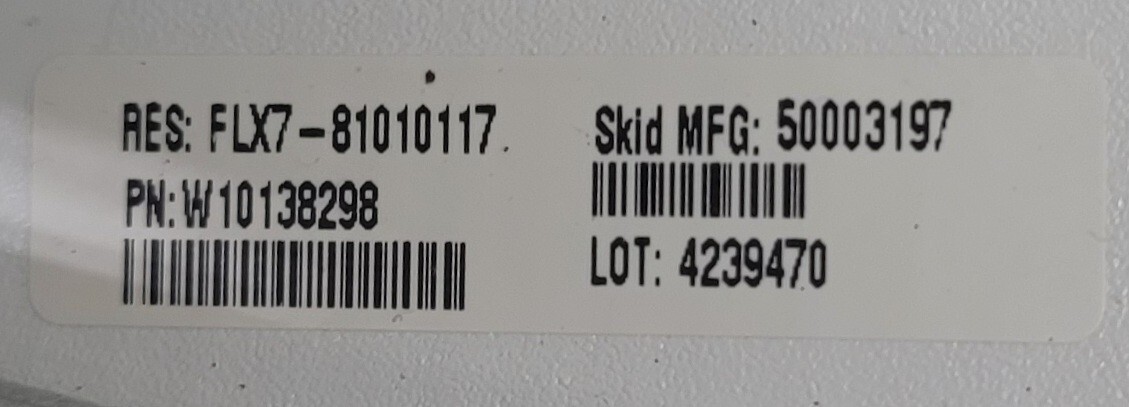 RES: FLX7-81010117
PN:W10138298
Skid MFG: 50003197
LOT: 4239470